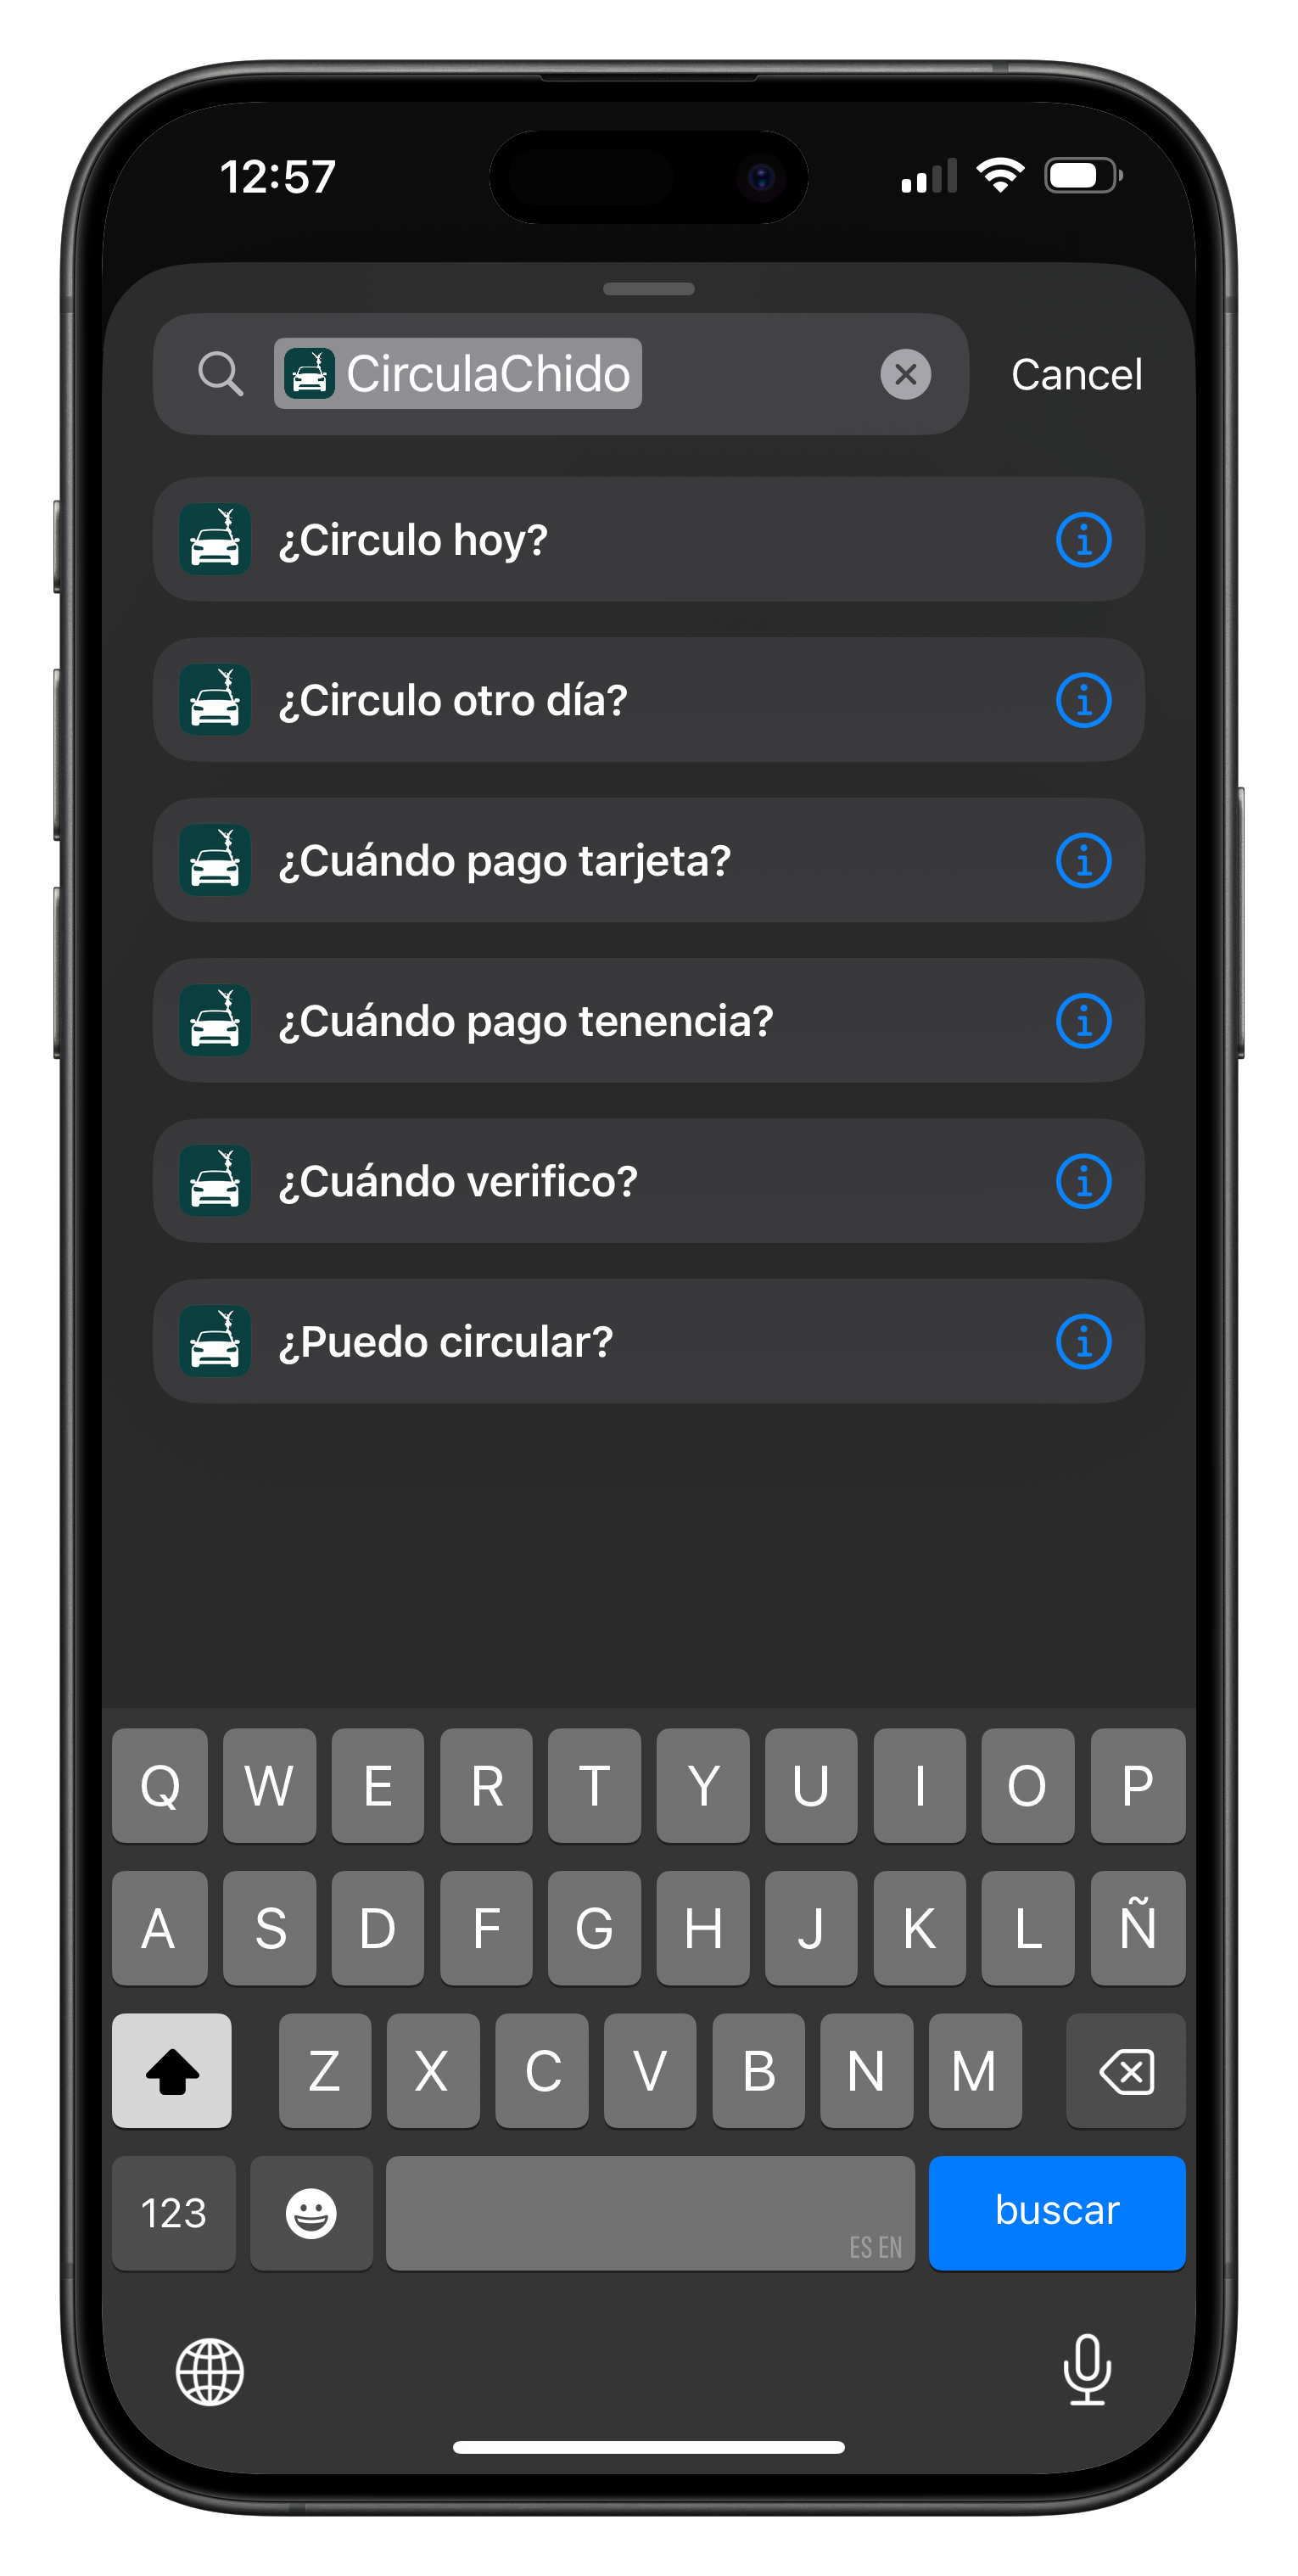 12:57
CirculaChido
Cancel
¿Circulo hoy?
¿Circulo otro día?
¿Cuándo pago tarjeta?
¿Cuándo pago tenencia?
¿Cuándo verifico?
¿Puedo circular?
Q W E R T Y U I O P
A S D F G H J K L Ñ
Z X C V B N M
123
ES EN
buscar